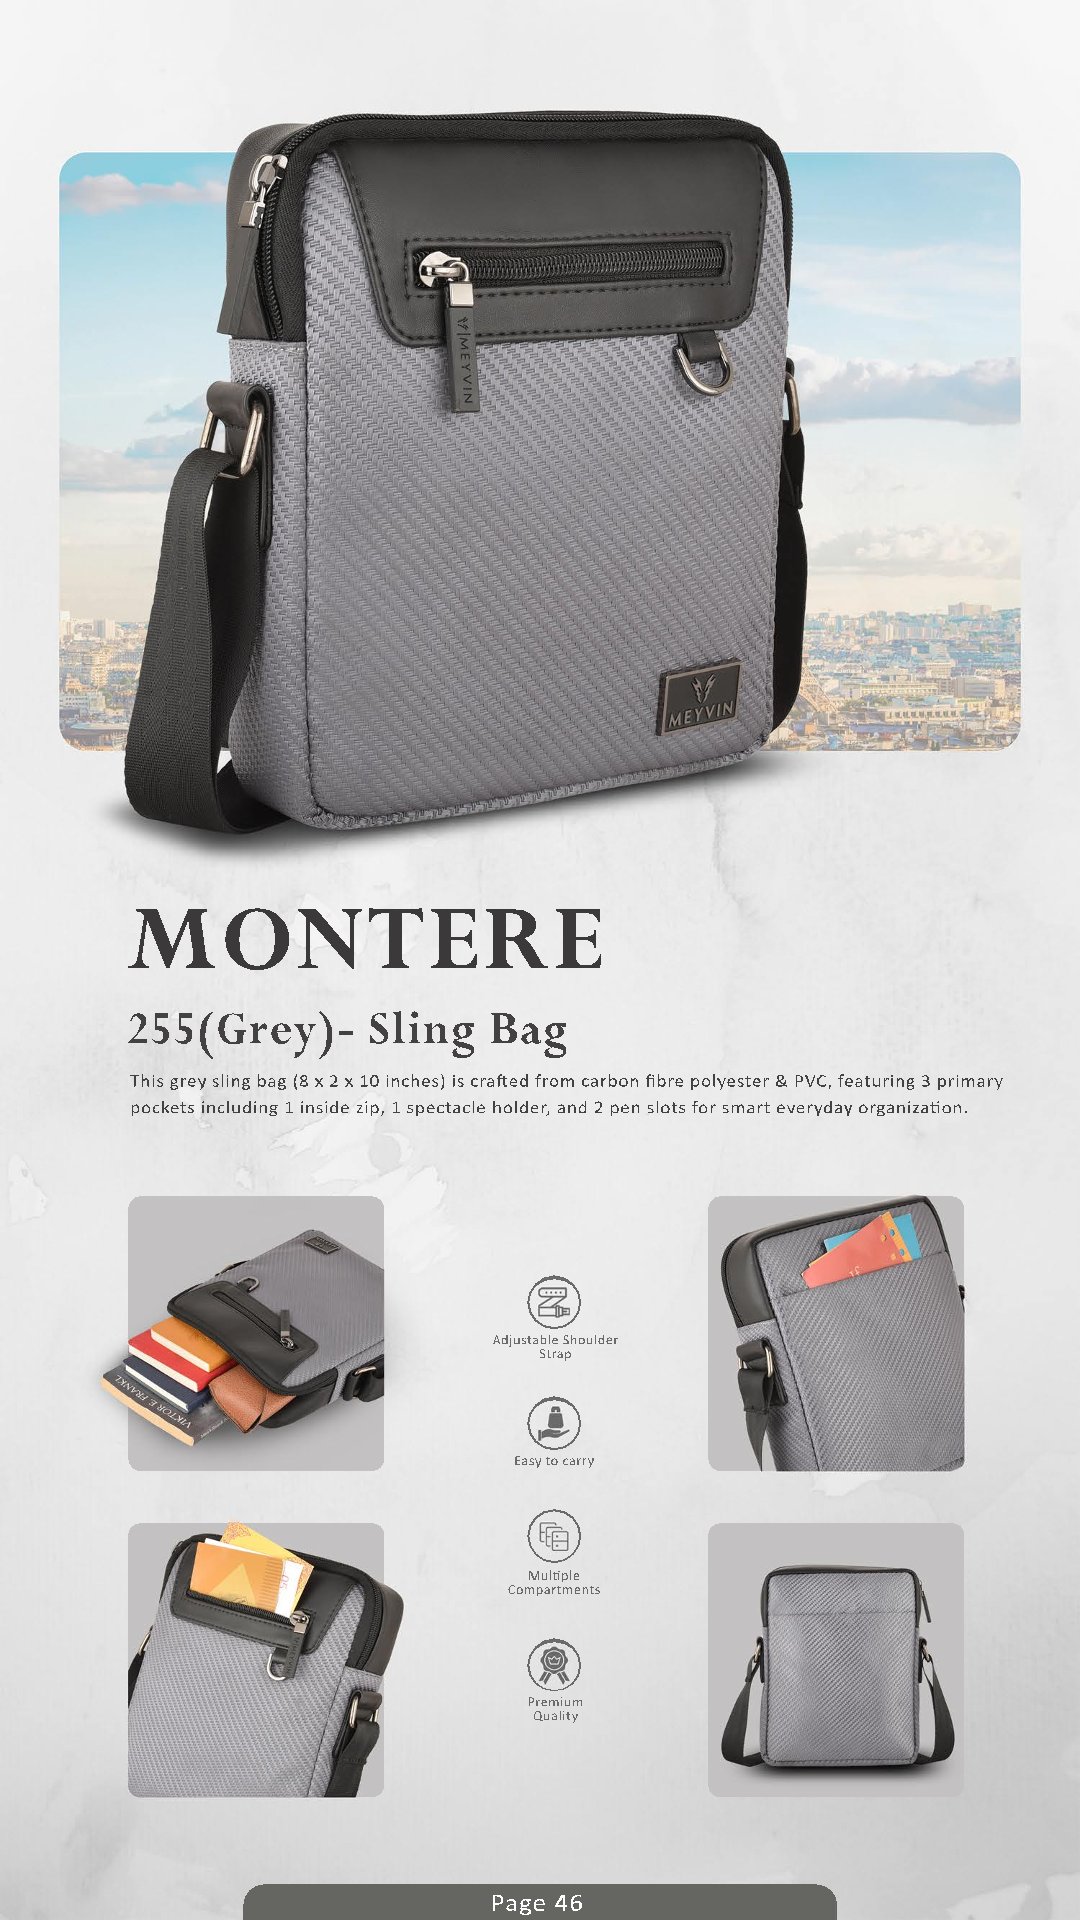 MEYVIN
MEYVIN
MONTERE
255(Grey)- Sling Bag
This grey sling bag (8 x 2 x 10 inches) is crafted from carbon fibre polyester & PVC, featuring 3 primary
pockets including 1 inside zip, 1 spectacle holder, and 2 pen slots for smart everyday organization.
VIKTOR E FRANKL
Adjustable Shoulder
Strap
Easy to carry
Multiple
Compartments
Premium
Quality
Page 46